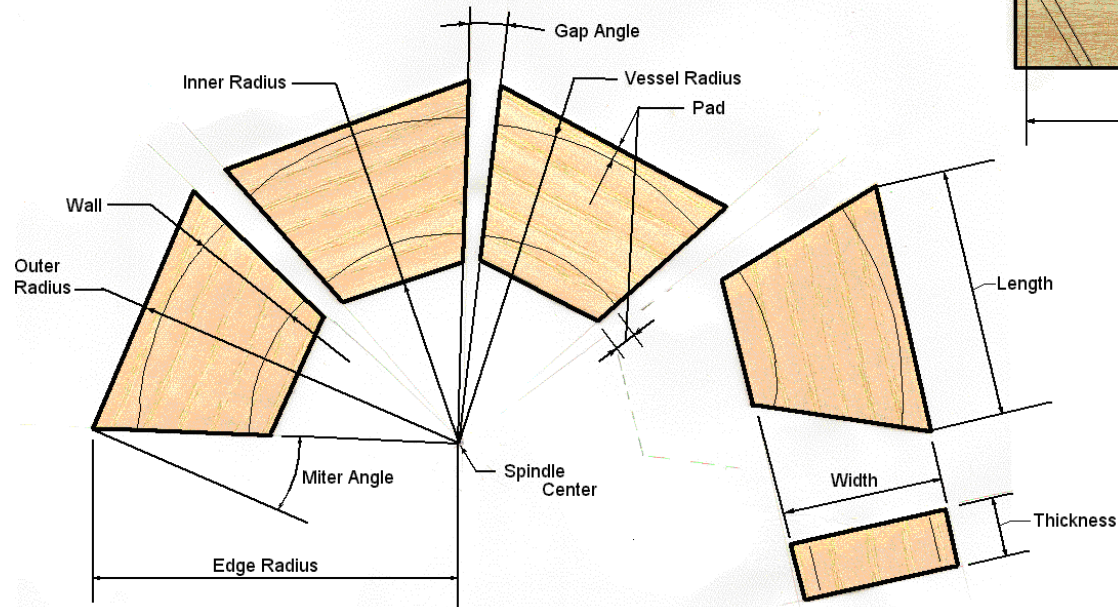 Gap Angle
Inner Radius
Vessel Radius
Pad
Wall
Outer
Radius
Length
Miter Angle
Spindle
Center
Width
Thickness
Edge Radius